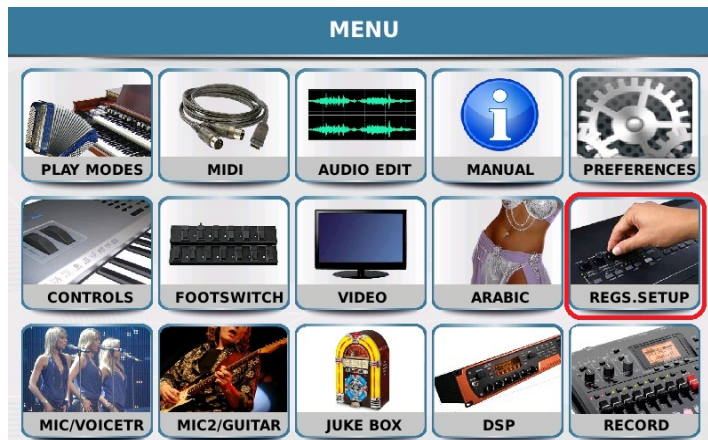 MENU
PLAY MODES
MIDI
AUDIO EDIT
MANUAL
PREFERENCES
CONTROLS
FOOTSWITCH
VIDEO
ARABIC
REGS.SETUP
MIC/VOICETR
MIC2/GUITAR
JUKE BOX
DSP
RECORD